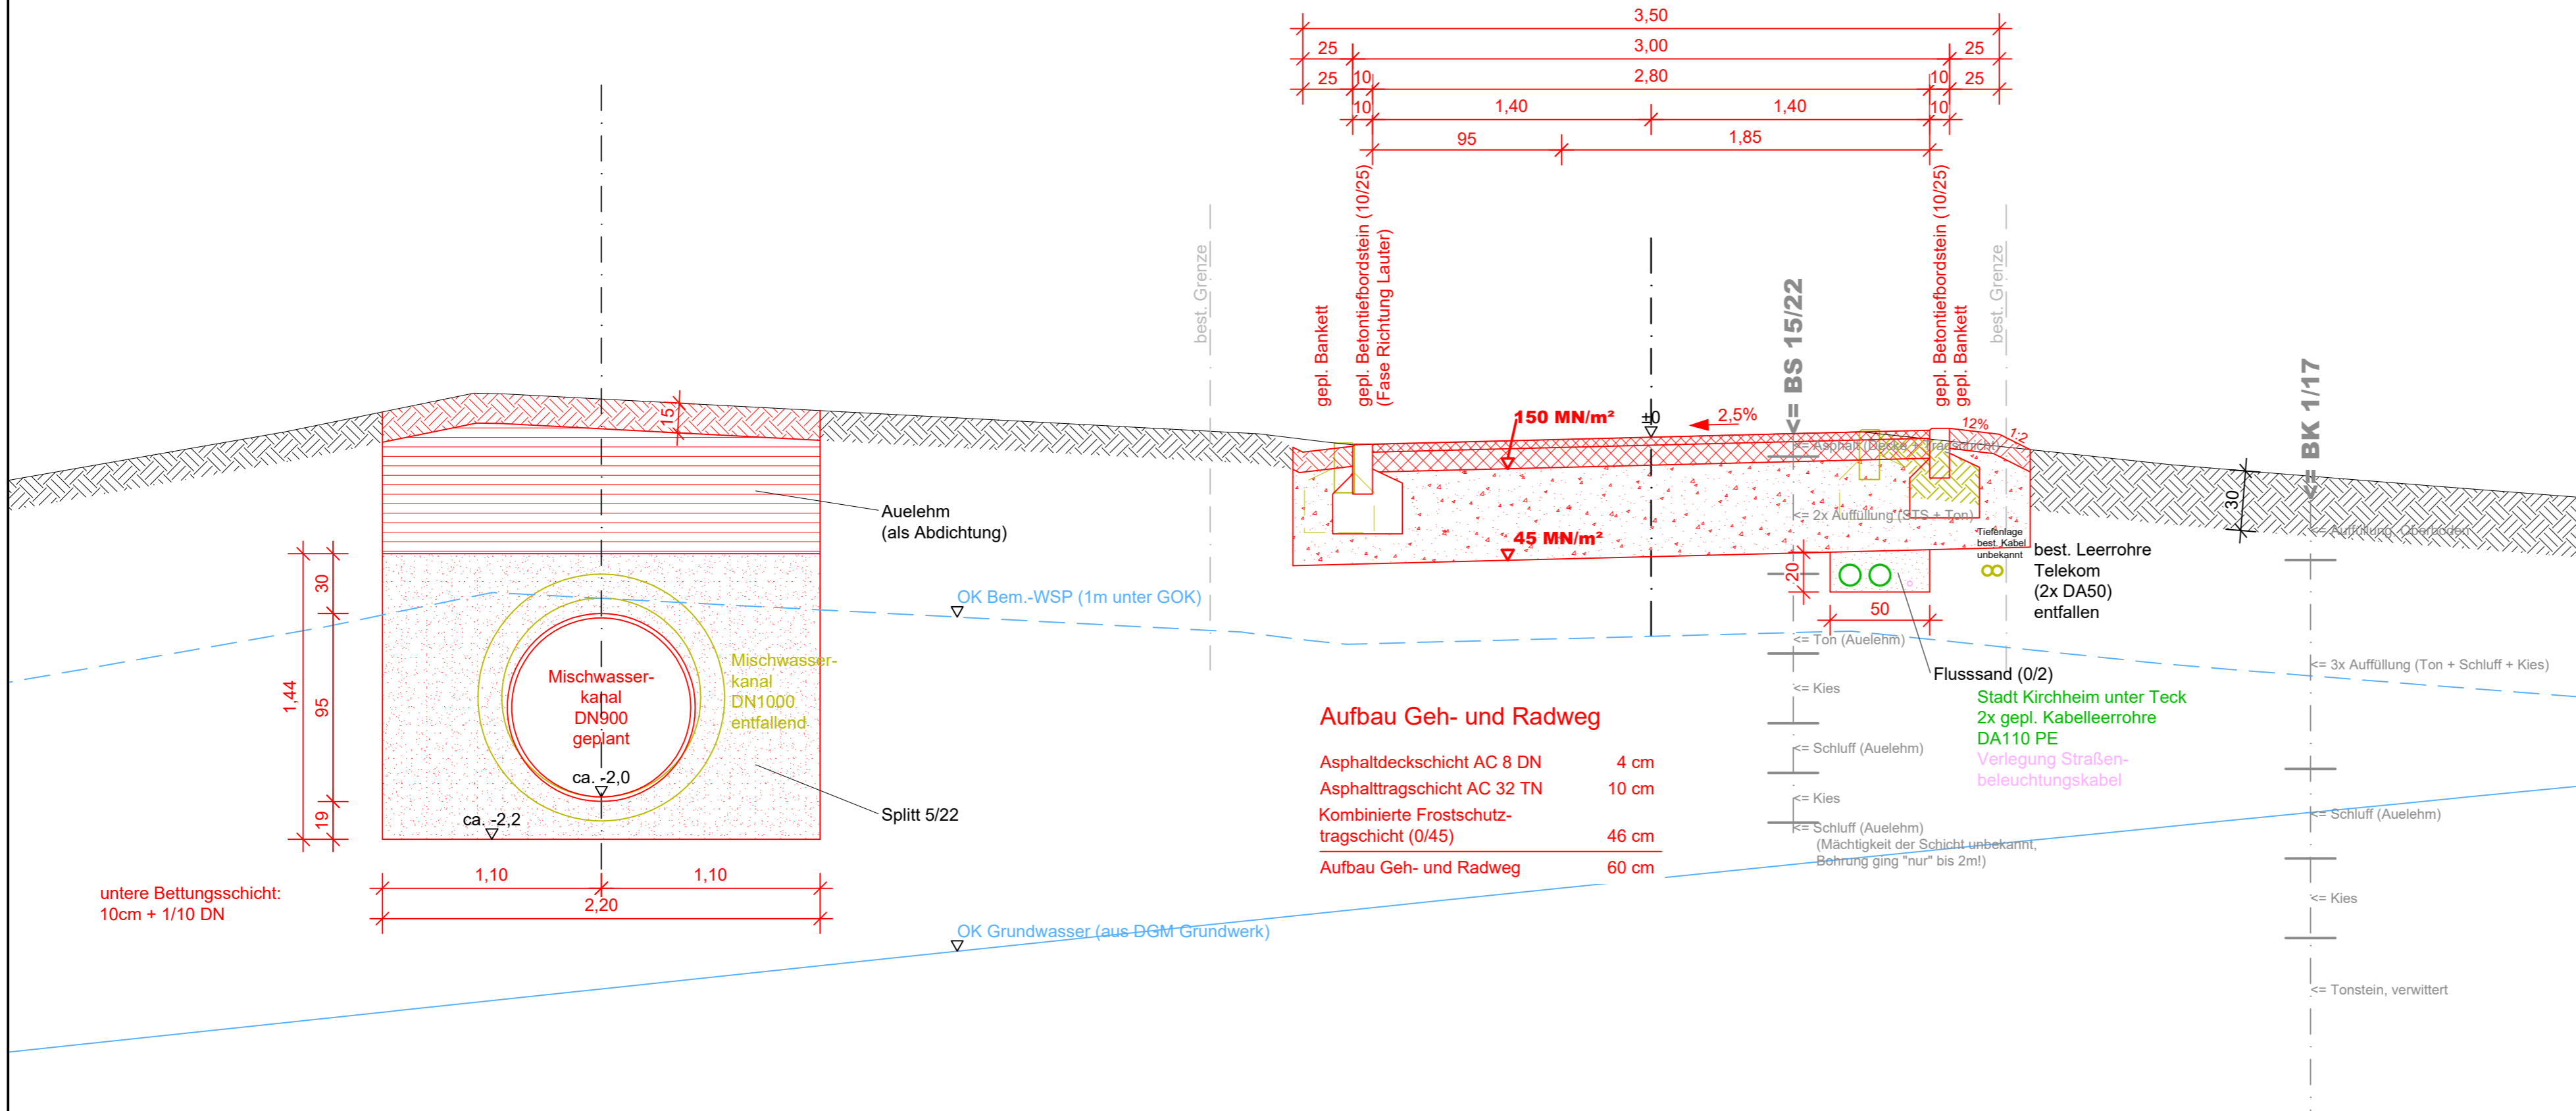 3,50
25
3,00
25
25
10
2,80
10
25
10
1,40
1,40
10
95
1,85
best. Grenze
gepl. Bankett
gepl. Betontiefbordstein (10/25)
(Fase Richtung Lauter)
<= BS 15/22
gepl. Betontiefbordstein (10/25)
gepl. Bankett
best. Grenze
<= BK 1/17
15
150 MN/m²
±0
2,5%
12%
1:2
<= Asphalt (Decke + Tragschicht)
30
Auelehm
(als Abdichtung)
<= 2x Auffüllung (STS + Ton)
45 MN/m²
Tiefenlage
best. Kabel
unbekannt
<= Auffüllung, Oberboden
best. Leerrohre
Telekom
(2x DA50)
entfallen
20
50
1,44
30
95
19
OK Bem.-WSP (1m unter GOK)
<= Ton (Auelehm)
<= 3x Auffüllung (Ton + Schluff + Kies)
Mischwasser-
kanal
DN900
geplant
Mischwasser-
kanal
DN1000
entfallend
Flusssand (0/2)
<= Kies
Stadt Kirchheim unter Teck
2x gepl. Kabelleerrohre
DA110 PE
Verlegung Straßen-
beleuchtungskabel
Aufbau Geh- und Radweg
Asphaltdeckschicht AC 8 DN 4 cm
Asphalttragschicht AC 32 TN 10 cm
Kombinierte Frostschutz-
tragschicht (0/45) 46 cm
Aufbau Geh- und Radweg 60 cm
<= Schluff (Auelehm)
<= Kies
<= Schluff (Auelehm)
(Mächtigkeit der Schicht unbekannt,
Bohrung ging "nur" bis 2m!)
<= Schluff (Auelehm)
<= Kies
<= Tonstein, verwittert
ca. -2,0
ca. -2,2
Splitt 5/22
1,10
1,10
2,20
untere Bettungsschicht:
10cm + 1/10 DN
OK Grundwasser (aus DGM Grundwerk)